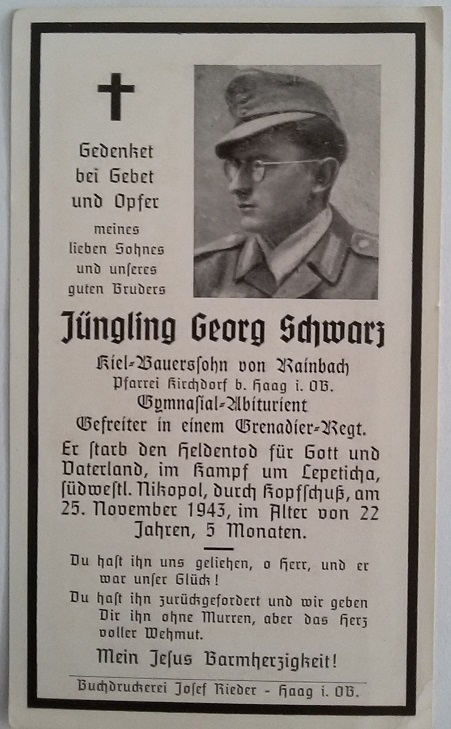 Gedenket
bei Gebet
und Opfer
meines
lieben Sohnes
und unseres
guten Bruders
Jüngling Georg Schwarz
Kiel-Bauerssohn von Rainbach
Pfarrei Kirchdorf b. Haag i. OB.
Gymnasial-Abiturient
Gefreiter in einem Grenadier-Regt.
Er starb den Heldentod für Gott und
Vaterland, im Kampf um Lepeticha,
südwestl. Nikopol, durch Kopfschuß, am
25. November 1943, im Alter von 22
Jahren, 5 Monaten.
Du hast ihn uns geliehen, o Herr, und er
war unser Glück!
Du hast ihn zurückgefordert und wir geben
Dir ihn ohne Murren, aber das Herz
voller Wehmut.
Mein Jesus Barmherzigkeit!
Buchdruckerei Josef Rieder - Haag i. OB.